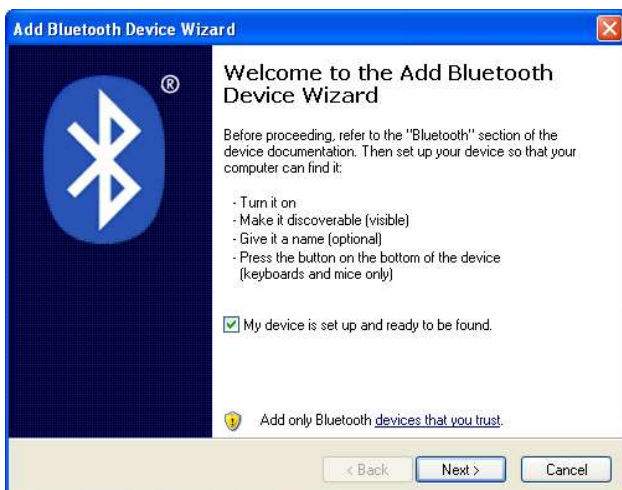 Add Bluetooth Device Wizard
®
Welcome to the Add Bluetooth
Device Wizard
Before proceeding, refer to the "Bluetooth" section of the
device documentation. Then set up your device so that your
computer can find it:
- Turn it on
- Make it discoverable (visible)
- Give it a name (optional)
- Press the button on the bottom of the device
(keyboards and mice only)
My device is set up and ready to be found.
Add only Bluetooth devices that you trust.
< Back Next > Cancel